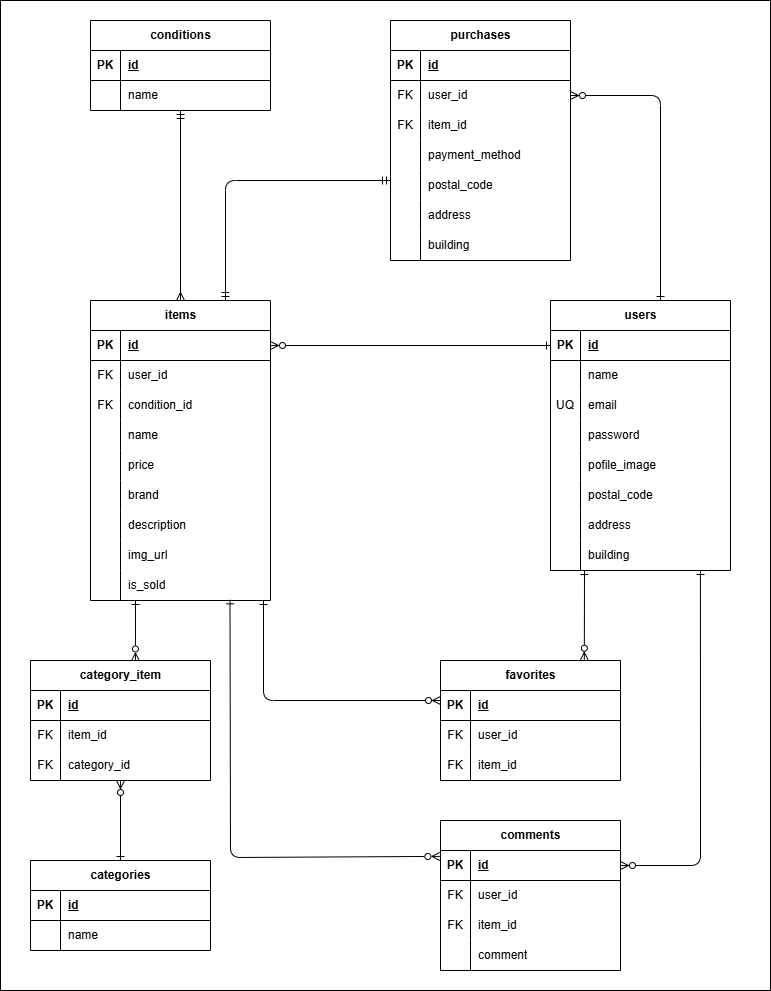 conditions
PK id
name
purchases
PK id
FK user_id
FK item_id
payment_method
postal_code
address
building
items
PK id
FK user_id
FK condition_id
name
price
brand
description
img_url
is_sold
users
PK id
name
UQ email
password
pofile_image
postal_code
address
building
category_item
PK id
FK item_id
FK category_id
favorites
PK id
FK user_id
FK item_id
categories
PK id
name
comments
PK id
FK user_id
FK item_id
comment